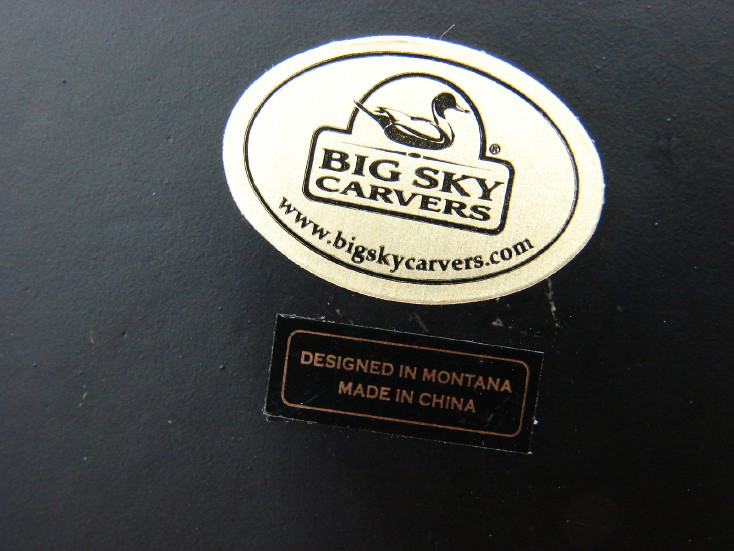 BIG SKY
CARVERS®
www.bigskycarvers.com
DESIGNED IN MONTANA
MADE IN CHINA